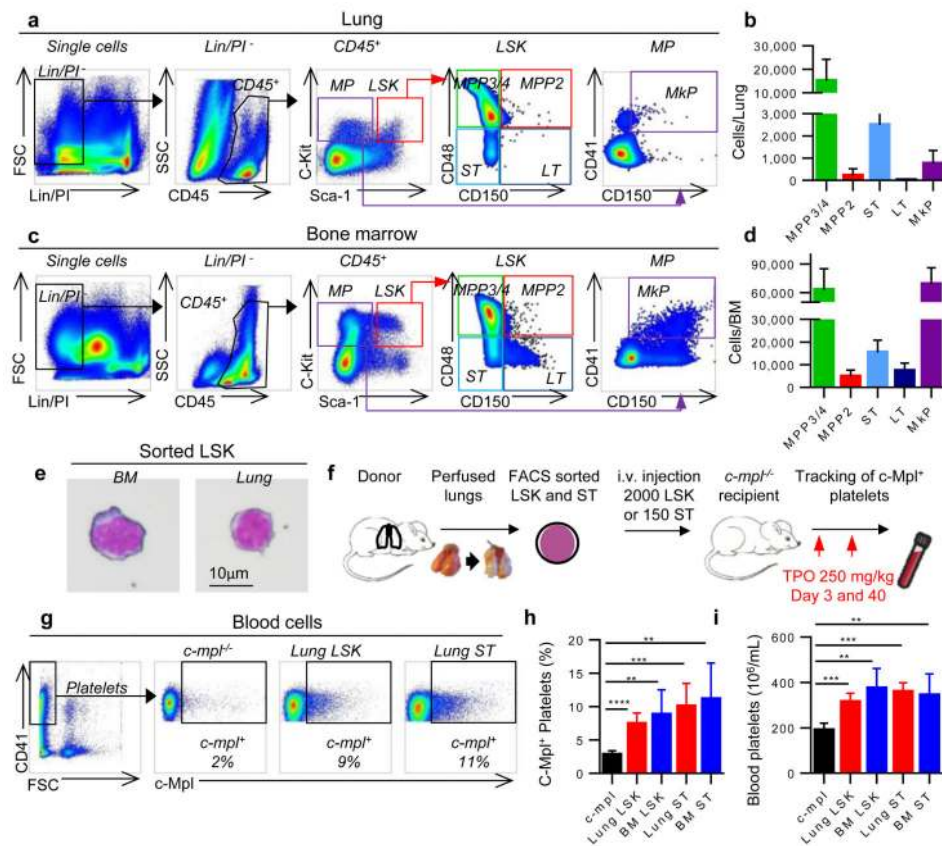 a
Lung
Single cells
Lin/PI⁻
CD45⁺
LSK
MP
Lin/PI⁻
CD45⁺
MP
LSK
MPP3/4
MPP2
ST
LT
MkP
FSC
Lin/PI
SSC
CD45
C-Kit
Sca-1
CD48
CD150
CD41
CD150
b
Cells/Lung
30,000
20,000
10,000
3,000
2,000
1,000
0
MPP3/4
MPP2
ST
LT
MkP
c
Bone marrow
Single cells
Lin/PI⁻
CD45⁺
LSK
MP
Lin/PI
CD45⁺
MP
LSK
MPP3/4
MPP2
ST
LT
MkP
FSC
Lin/PI
SSC
CD45
C-Kit
Sca-1
CD48
CD150
CD41
CD150
d
Cells/BM
90,000
60,000
30,000
20,000
10,000
0
MPP3/4
MPP2
ST
LT
MkP
e
Sorted LSK
BM
Lung
10µm
f
Donor
Perfused
lungs
FACS sorted
LSK and ST
i.v. injection
2000 LSK
or 150 ST
c-mpl⁻/⁻
recipient
Tracking of c-Mpl⁺
platelets
TPO 250 mg/kg
Day 3 and 40
g
Blood cells
Platelets
CD41
FSC
c-mpl⁻/⁻
Lung LSK
Lung ST
c-mpl⁺
2%
c-mpl⁺
9%
c-mpl⁺
11%
c-Mpl
h
C-Mpl⁺ Platelets (%)
20
15
10
5
0
**
***
**
****
c-mpl
Lung LSK
BM LSK
Lung ST
BM ST
i
Blood platelets (10⁶/mL)
600
400
200
0
**
***
**
***
c-mpl
Lung LSK
BM LSK
Lung ST
BM ST